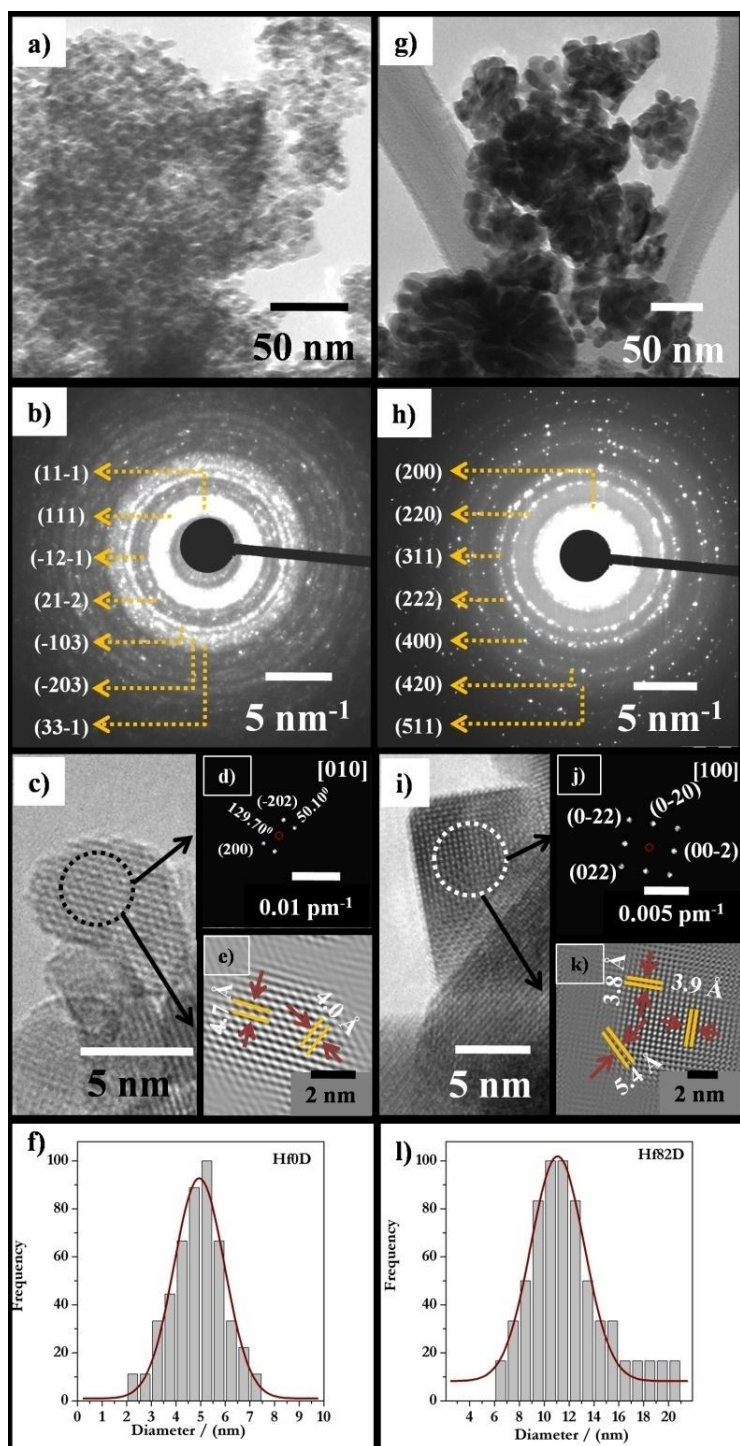 a)
50 nm
g)
50 nm
b)
(11-1)
(111)
(-12-1)
(21-2)
(-103)
(-203)
(33-1)
5 nm-1
h)
(200)
(220)
(311)
(222)
(400)
(420)
(511)
5 nm-1
c)
5 nm
d)
[010]
(-202)
129.70⁰
50.10⁰
(200)
0.01 pm-1
e)
4.7 Å
4.0 Å
2 nm
i)
5 nm
j)
[100]
(0-22)
(0-20)
(022)
(00-2)
0.005 pm-1
k)
3.8 Å
3.9 Å
5.4 Å
2 nm
f)
Hf0D
100
80
60
40
20
0
Frequency
0 1 2 3 4 5 6 7 8 9 10
Diameter / (nm)
l)
Hf82D
100
80
60
40
20
0
Frequency
4 6 8 10 12 14 16 18 20
Diameter / (nm)